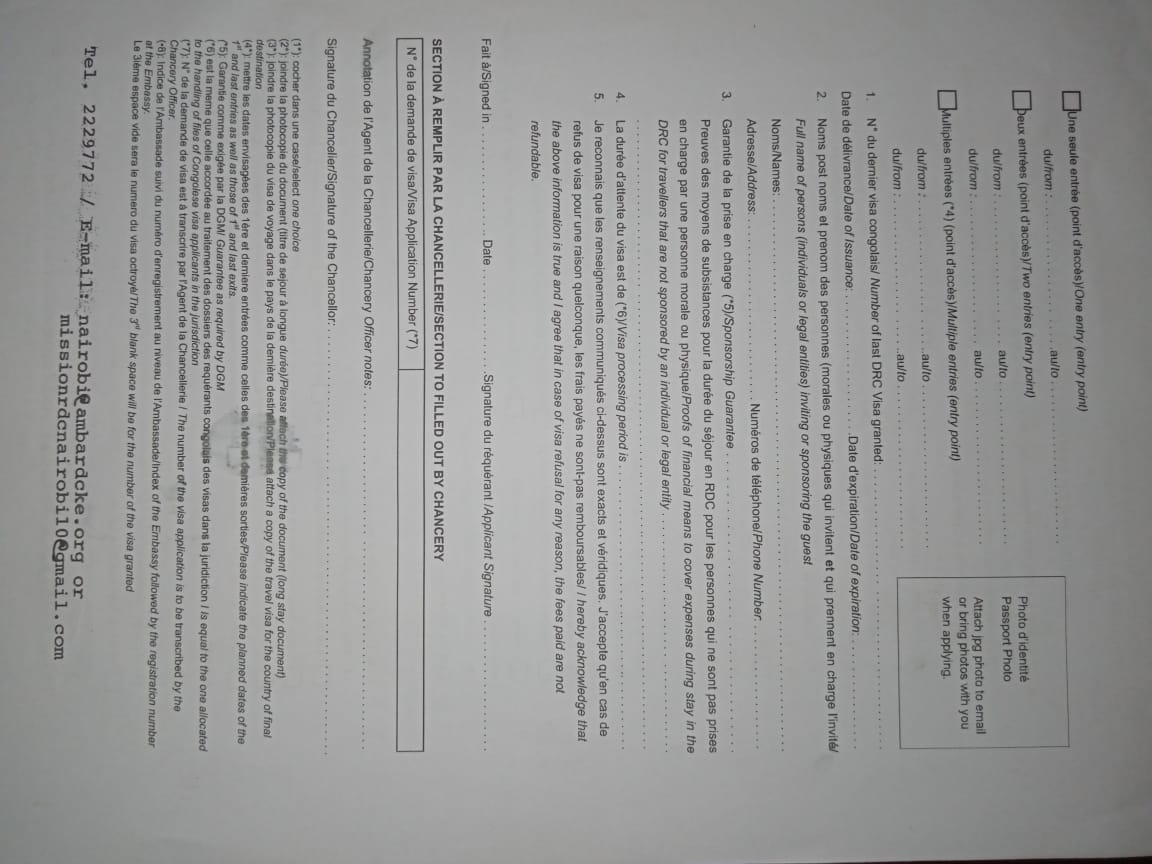 Une seule entrée (point d'accès)/One entry (entry point)
du/from : . . . . . . . . . . . . . . . . . . . . . .au/to . . . . . . . . . . . . . . . . . . . . . . . .
Deux entrées (point d'accès)/Two entries (entry point)
du/from : . . . . . . . . . . . . . . . . . . . . . au/to . . . . . . . . . . . . . . . . . . . . . . . .
du/from : . . . . . . . . . . . . . . . . . . . . . au/to . . . . . . . . . . . . . . . . . . . . . . . .
Multiples entrées (*4) (point d'accès)/Multiple entries (entry point)
du/from : . . . . . . . . . . . . . . . . . . . . . ..au/to . . . . . . . . . . . . . . . . . . . . . . . .
du/from : . . . . . . . . . . . . . . . . . . . . . ..au/to . . . . . . . . . . . . . . . . . . . . . . . .
Photo d'identité
Passport Photo
Attach jpg photo to email
or bring photos with you
when applying.
1. N° du dernier visa congolais/ Number of last DRC Visa granted: . . . . . . . . . . . . . . . . . . . . . . . . . . . . . . . . . .
Date de délivrance/Date of Issuance: . . . . . . . . . . . . . . . . . . . . .Date d'expiration/Date of expiration: . . . . . . . . . . . . . . . .
2. Noms post noms et prenom des personnes (morales ou physiques qui invitent et qui prennent en charge l'invité/
Full name of persons (individuals or legal entities) inviting or sponsoring the guest
Noms/Names: . . . . . . . . . . . . . . . . . . . . . . . . . . . . . . . . . . . . . . . . . . . . . . . . . . . . . . . . . . . . . . . . . . . .
Adresse/Address: . . . . . . . . . . . . . . . . . . . . . . . . . . . Numéros de téléphone/Phone Number: . . . . . . . . . . . . . . . . . . .
3. Garantie de la prise en charge (*5)/Sponsorship Guarantee . . . . . . . . . . . . . . . . . . . . . . . . . . . . . . . . . . . .
Preuves des moyens de subsistances pour la durée du séjour en RDC pour les personnes qui ne sont pas prises
en charge par une personne morale ou physique/Proofs of financial means to cover expenses during stay in the
DRC for travellers that are not sponsored by an individual or legal entity . . . . . . . . . . . . . . . . . . . . . . . . . . . . .
. . . . . . . . . . . . . . . . . . . . . . . . . . . . . . . . . . . . . . . . . . . . . . . . . . . . . . . . . . . . . . . . . . . . . . . . . . . . . .
4. La durée d'attente du visa est de (*6)/Visa processing period is . . . . . . . . . . . . . . . . . . . . . . . . . . . . . . . . . .
5. Je reconnais que les renseignements communiqués ci-dessus sont exacts et véridiques. J'accepte qu'en cas de
refus de visa pour une raison quelconque, les frais payés ne sont-pas remboursables/ I hereby acknowledge that
the above information is true and I agree that in case of visa refusal for any reason, the fees paid are not
refundable.
Fait à/Signed in . . . . . . . . . . . . . . . .. Date . . . . . . . . . . . . . . .Signature du réquérant /Applicant Signature . . . . . . . . . . . . . . . . . . .
SECTION À REMPLIR PAR LA CHANCELLERIE/SECTION TO FILLED OUT BY CHANCERY
N° de la demande de visa/Visa Application Number (*7)
Annotation de l'Agent de la Chancellerie/Chancery Officer notes: . . . . . . . . . . . . . . . . . . . . . . . . . . . . . . . . . . . . . . . . . .
Signature du Chancelier/Signature of the Chancellor: . . . . . . . . . . . . . . . . . . . . . . . . . . . . . . . . . . . . . . . . . . . . . . . . . .
(1*): cocher dans une case/select one choice
(2*): joindre la photocopie du document (titre de sejour à longue durée)/Please attach the copy of the document (long stay document)
(3*): joindre la photocopie du visa de voyage dans le pays de la dernière destination/Please attach a copy of the travel visa for the country of final
destination
(4*): mettre les dates envisagées des 1ère et derniere entrées comme celles des 1ère et dernières sorties/Please indicate the planned dates of the
1st and last entries as well as those of 1st and last exits.
(*5): Garantie comme exigée par la DGM/ Guarantee as required by DGM
(*6) est la meme que celle accordée au traitement des dossiers des requérants congolais des visas dans la juridiction / Is equal to the one allocated
to the handling of files of Congolese visa applicants in the jurisdiction
(*7): N° de la demande de visa est à transcrire par l'Agent de la Chancellerie / The number of the visa application is to be transcribed by the
Chancery Officer.
(*8): Indice de l'Ambassade suivi du numéro d'enregistrement au niveau de l'Ambassade/Index of the Embassy followed by the registration number
at the Embassy.
Le 3ième espace vide sera le numero du visa octroyé/The 3rd blank space will be for the number of the visa granted
Tel. 2229772 / E-mail: nairobi@ambardcke.org or
missionrdcnairobi10@gmail.com